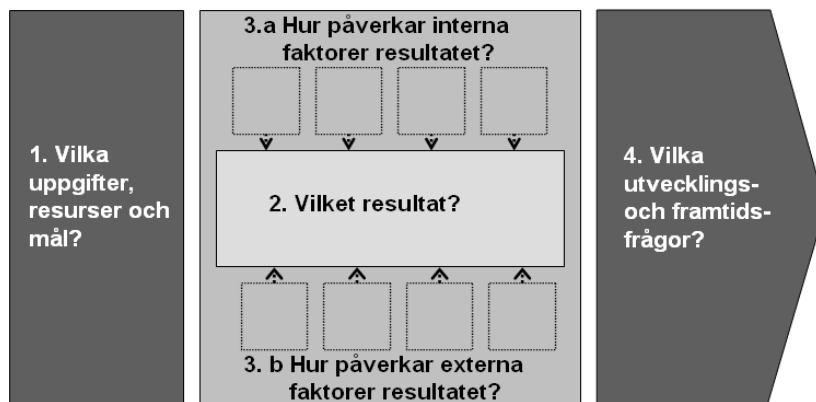 1. Vilka
uppgifter,
resurser och
mål?
3.a Hur påverkar interna
faktorer resultatet?
2. Vilket resultat?
3. b Hur påverkar externa
faktorer resultatet?
4. Vilka
utvecklings-
och framtids-
frågor?